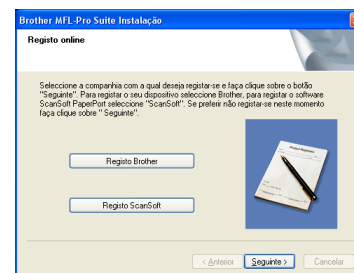 Brother MFL-Pro Suite Instalação
Registo online
Seleccione a companhia com a qual deseja registar-se e faça clique sobre o botão
"Seguinte". Para registar o seu dispositivo seleccione Brother, para registar o software
ScanSoft PaperPort seleccione "ScanSoft". Se preferir não registar-se neste momento
faça clique sobre " Seguinte".
Registo Brother
Registo ScanSoft
< Anterior
Seguinte >
Cancelar